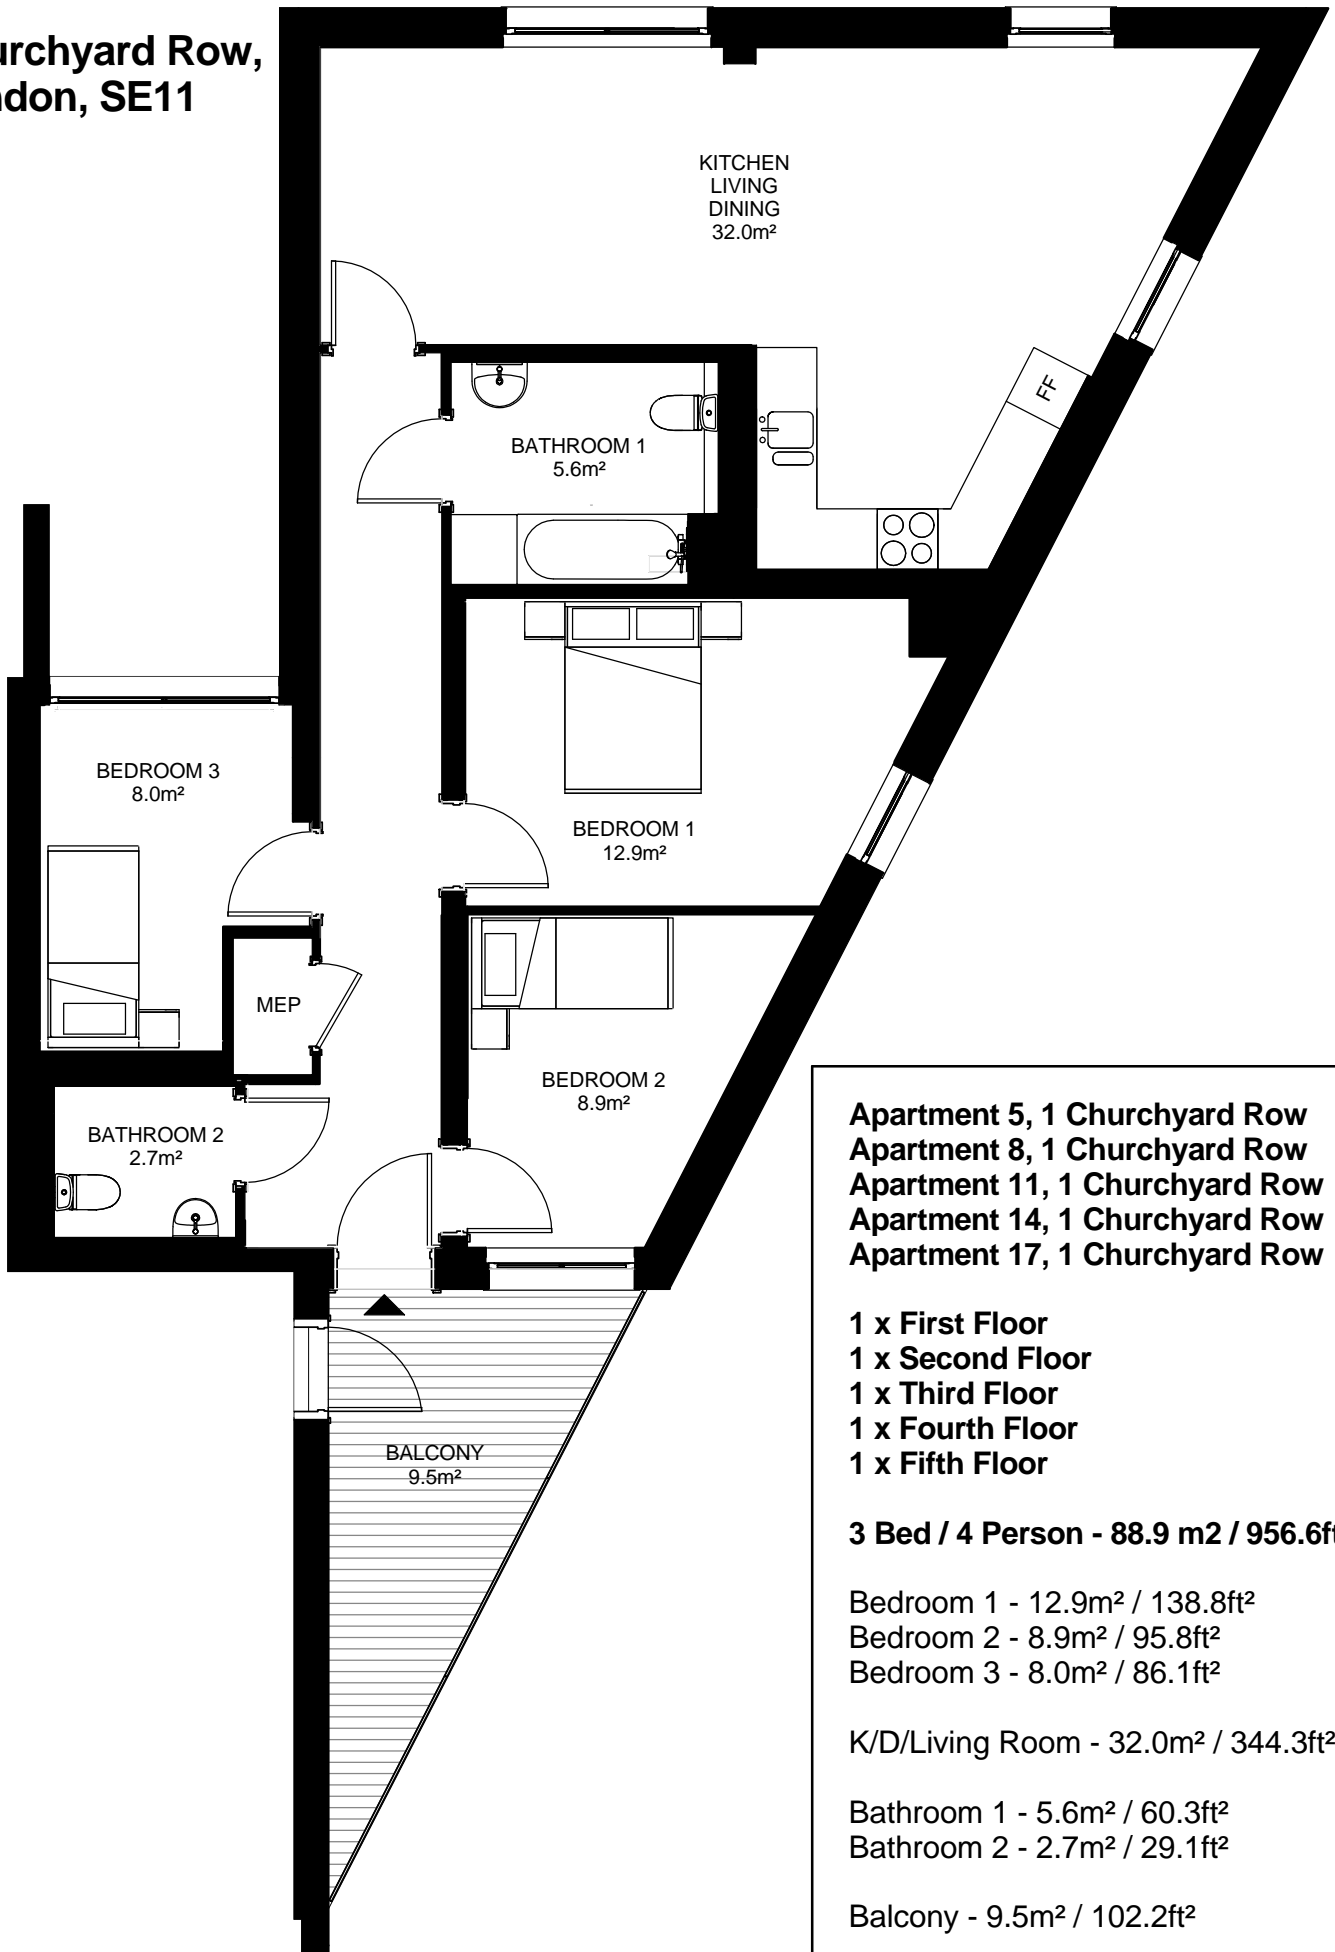 urchyard Row,
ndon, SE11
KITCHEN
LIVING
DINING
32.0m²
FF
BATHROOM 1
5.6m²
BEDROOM 3
8.0m²
BEDROOM 1
12.9m²
MEP
BEDROOM 2
8.9m²
BATHROOM 2
2.7m²
BALCONY
9.5m²
Apartment 5, 1 Churchyard Row
Apartment 8, 1 Churchyard Row
Apartment 11, 1 Churchyard Row
Apartment 14, 1 Churchyard Row
Apartment 17, 1 Churchyard Row
1 x First Floor
1 x Second Floor
1 x Third Floor
1 x Fourth Floor
1 x Fifth Floor
3 Bed / 4 Person - 88.9 m2 / 956.6ft
Bedroom 1 - 12.9m² / 138.8ft²
Bedroom 2 - 8.9m² / 95.8ft²
Bedroom 3 - 8.0m² / 86.1ft²
K/D/Living Room - 32.0m² / 344.3ft²
Bathroom 1 - 5.6m² / 60.3ft²
Bathroom 2 - 2.7m² / 29.1ft²
Balcony - 9.5m² / 102.2ft²